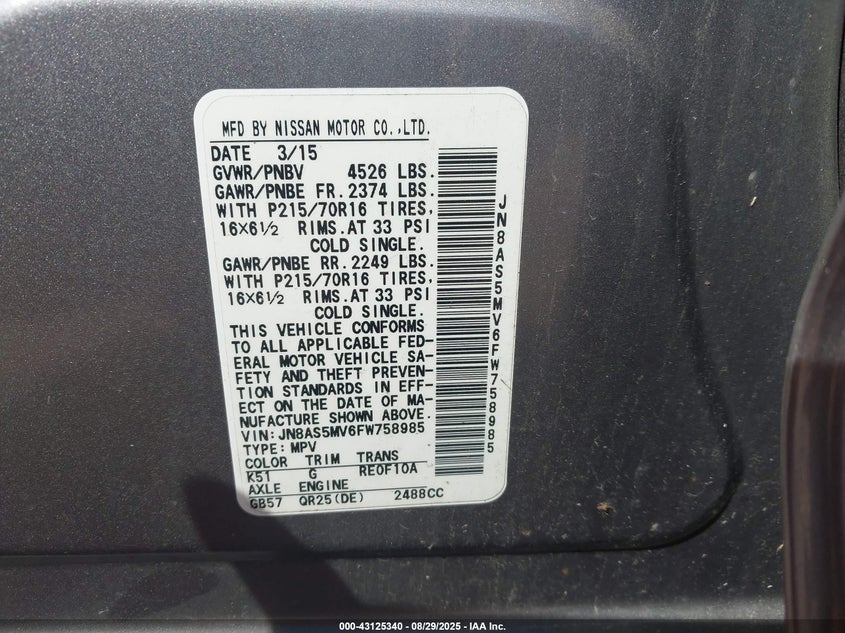 MFD BY NISSAN MOTOR CO.,LTD.
DATE 3/15
GVWR/PNBV 4526 LBS.
GAWR/PNBE FR.2374 LBS.
WITH P215/70R16 TIRES,
16X6½ RIMS.AT 33 PSI
COLD SINGLE.
GAWR/PNBE RR.2249 LBS.
WITH P215/70R16 TIRES,
16X6½ RIMS.AT 33 PSI
COLD SINGLE.
THIS VEHICLE CONFORMS
TO ALL APPLICABLE FED-
ERAL MOTOR VEHICLE SA-
FETY AND THEFT PREVEN-
TION STANDARDS IN EFF-
ECT ON THE DATE OF MA-
NUFACTURE SHOWN ABOVE.
VIN:JN8AS5MV6FW758985
TYPE:MPV
COLOR TRIM TRANS
K51 G RE0F10A
AXLE ENGINE
GB57 QR25(DE) 2488CC
JN8AS5MV6FW758985
000-43125340 - 08/29/2025 - IAA Inc.